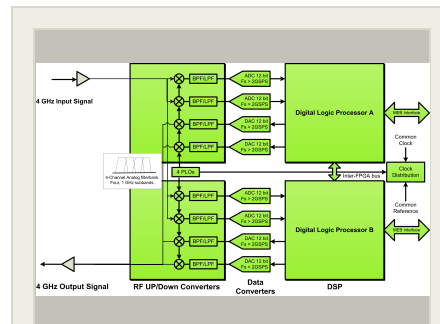 BPF/LPF
ADC 12 bit
Fs > 2GSPS
4 GHz Input Signal
BPF/LPF
ADC 12 bit
Fs > 2GSPS
Digital Logic Processor A
MEB Interface
BPF/LPF
DAC 12 bit
Fs > 2GSPS
BPF/LPF
DAC 12 bit
Fs > 2GSPS
Common
Clock
4-Channel Analog filterbank
Four, 1 GHz subbands.
4 PLOs
Inter-FPGA bus
Clock
Distribution
BPF/LPF
ADC 12 bit
Fs > 2GSPS
Common
Reference
BPF/LPF
ADC 12 bit
Fs > 2GSPS
Digital Logic Processor B
MEB Interface
BPF/LPF
DAC 12 bit
Fs > 2GSPS
BPF/LPF
DAC 12 bit
Fs > 2GSPS
4 GHz Output Signal
RF UP/Down Converters
Data
Converters
DSP